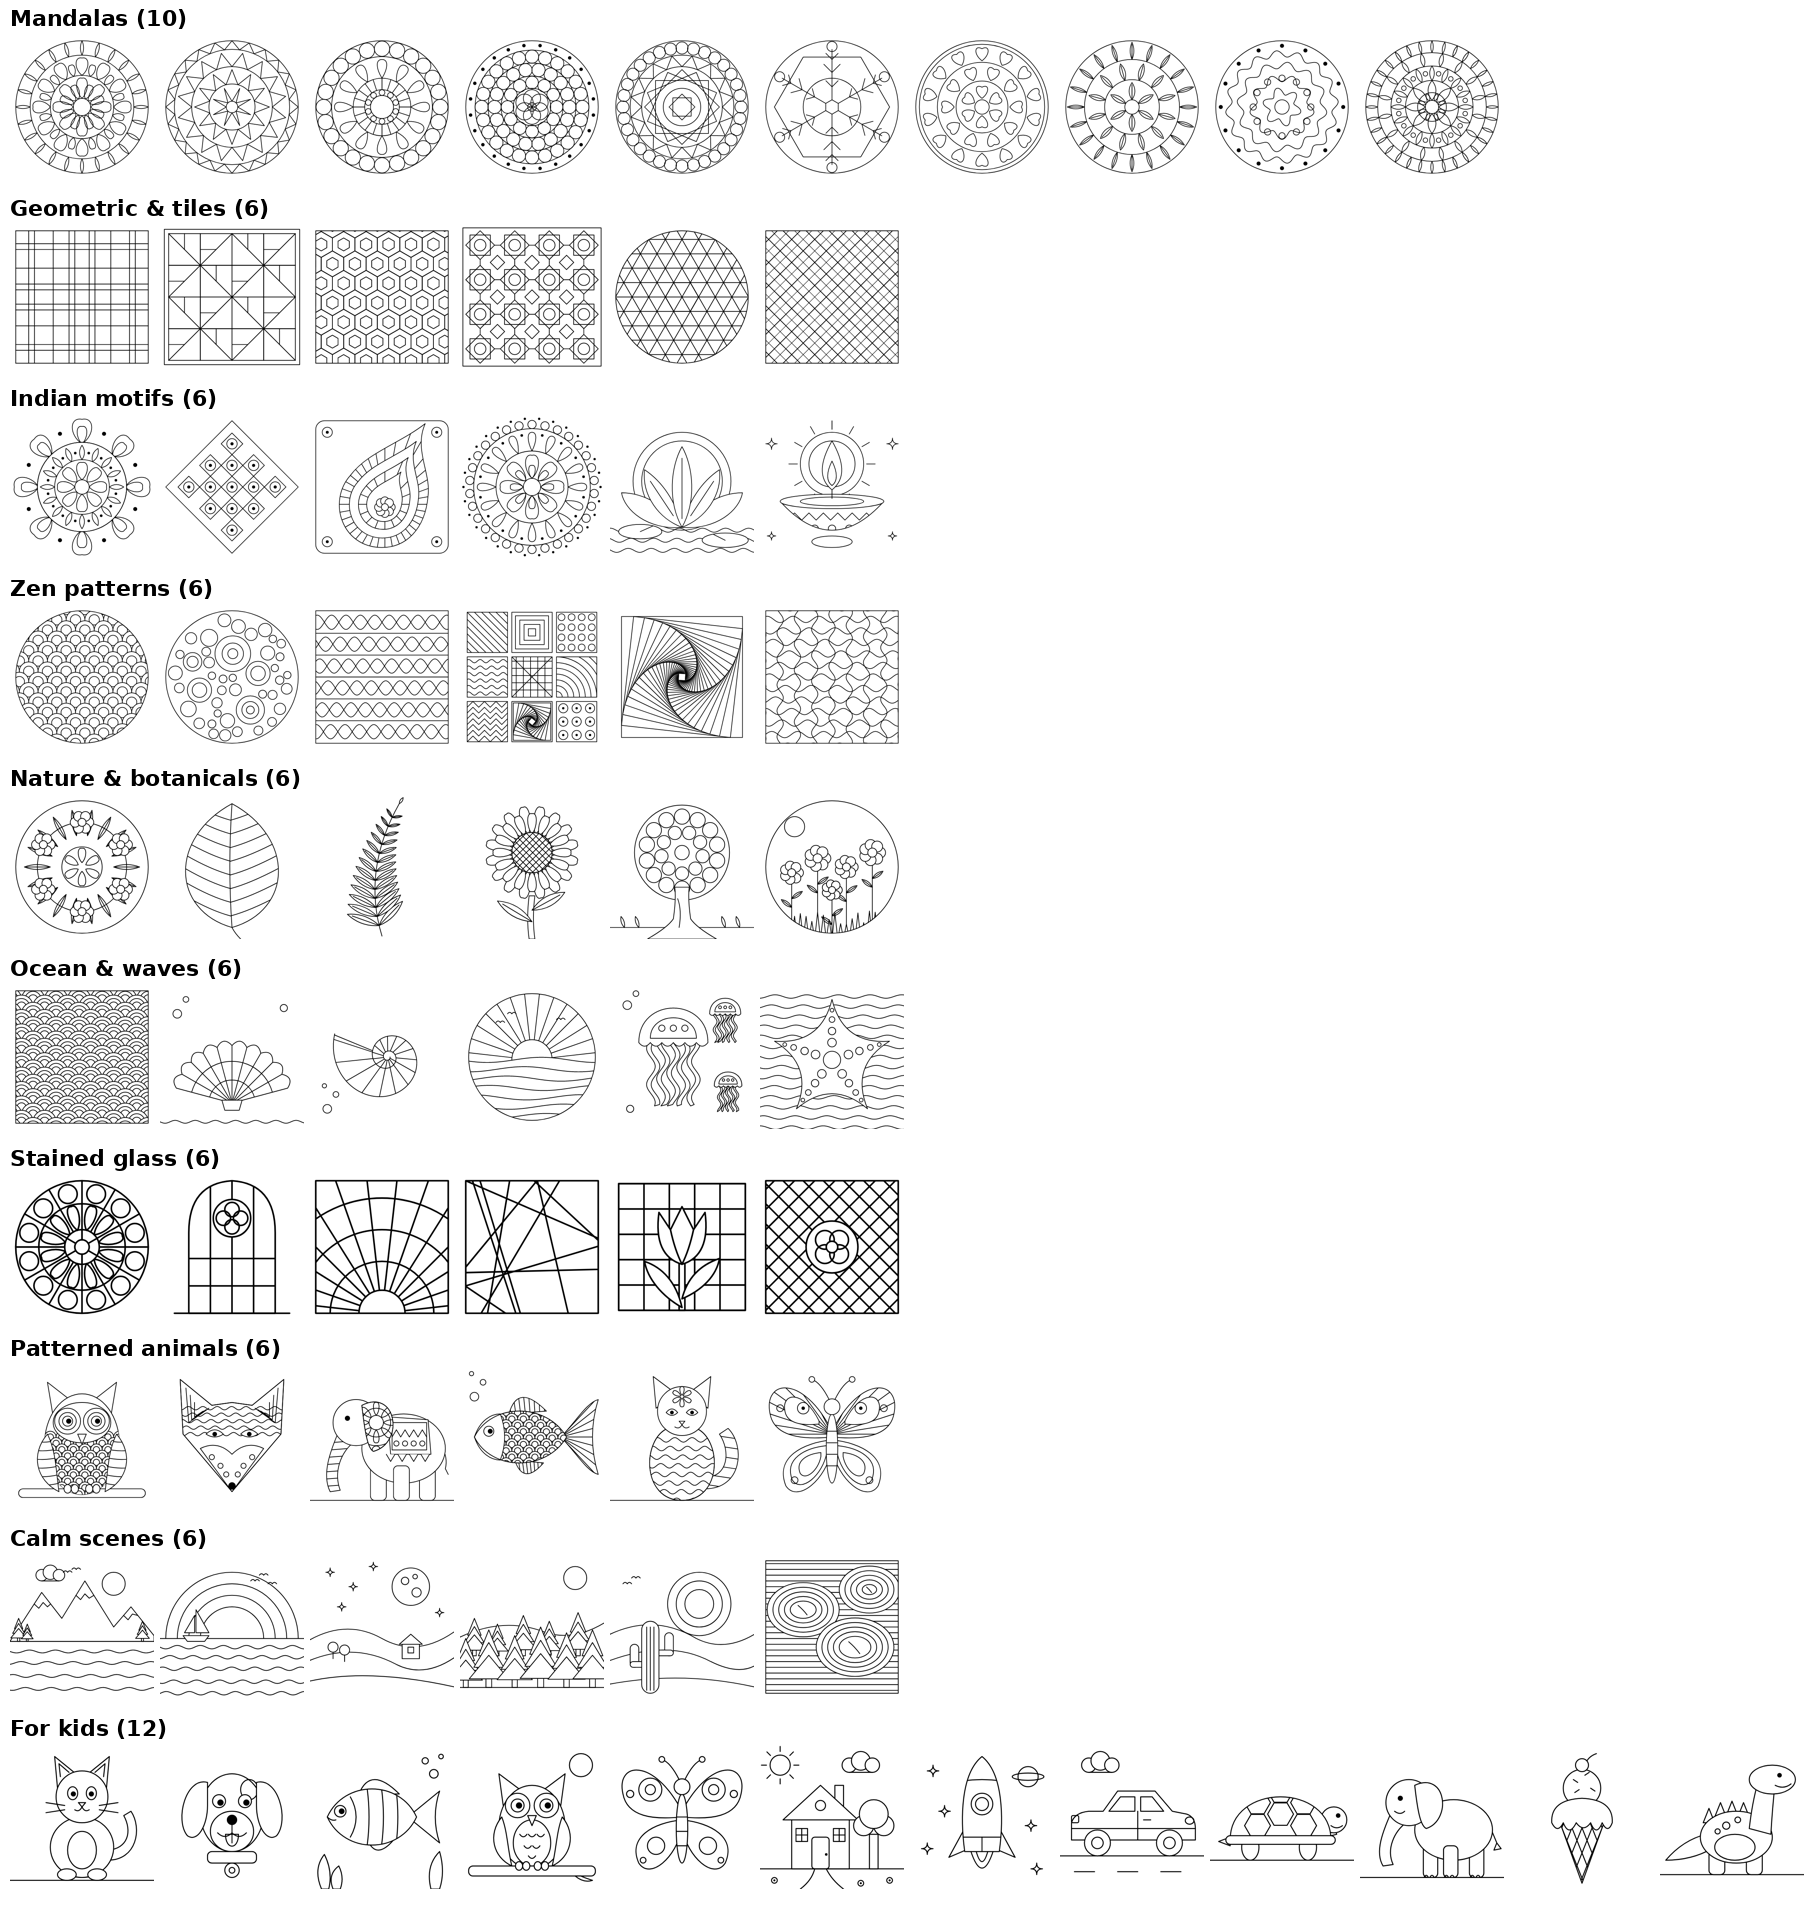 Mandalas (10)
Geometric & tiles (6)
Indian motifs (6)
Zen patterns (6)
Nature & botanicals (6)
Ocean & waves (6)
Stained glass (6)
Patterned animals (6)
Calm scenes (6)
For kids (12)